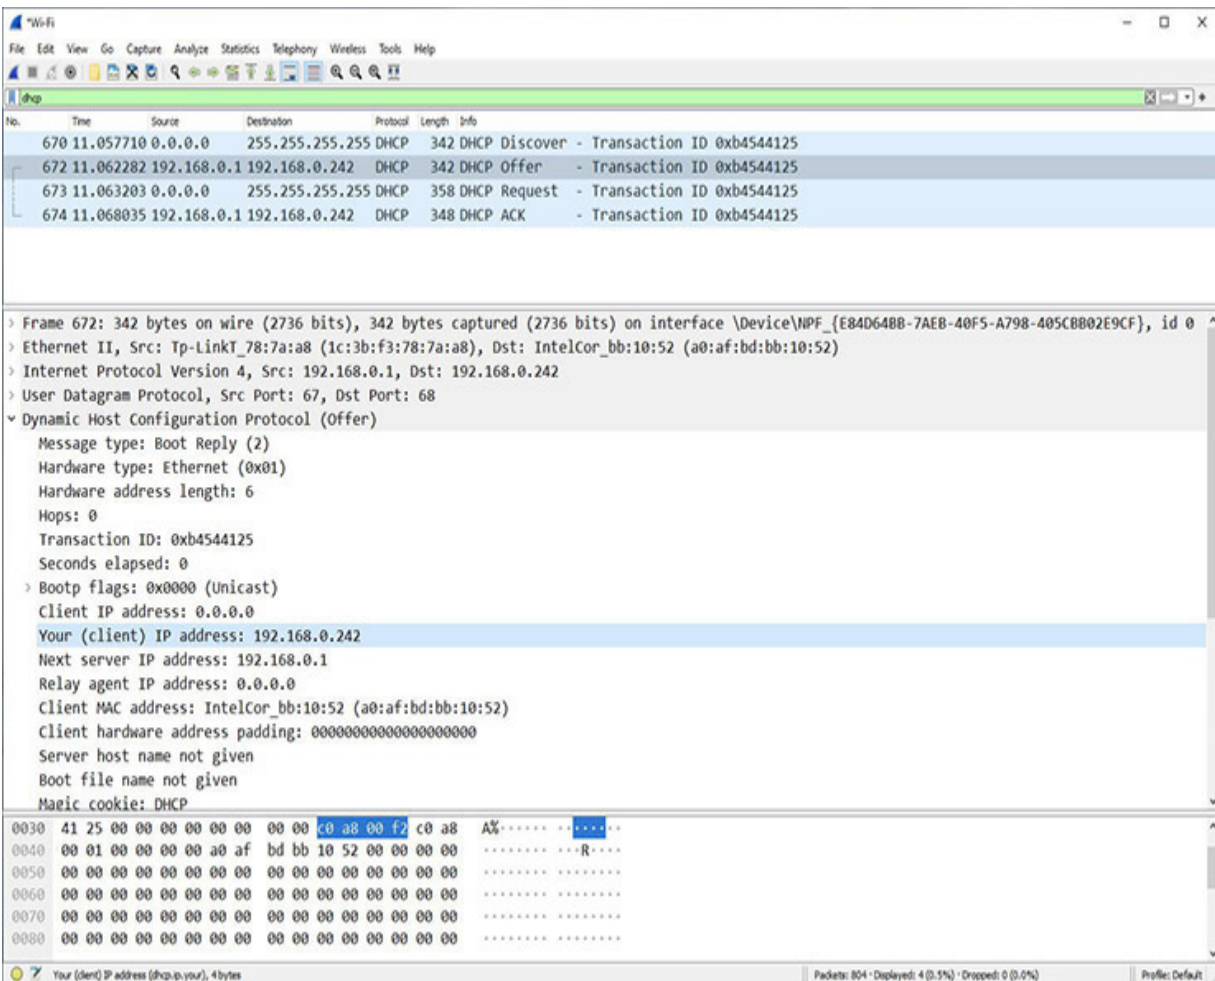 *Wi-Fi
File Edit View Go Capture Analyze Statistics Telephony Wireless Tools Help
dhcp
No. Time Source Destination Protocol Length Info
670 11.057710 0.0.0.0 255.255.255.255 DHCP 342 DHCP Discover - Transaction ID 0xb4544125
672 11.062282 192.168.0.1 192.168.0.242 DHCP 342 DHCP Offer - Transaction ID 0xb4544125
673 11.063203 0.0.0.0 255.255.255.255 DHCP 358 DHCP Request - Transaction ID 0xb4544125
674 11.068035 192.168.0.1 192.168.0.242 DHCP 348 DHCP ACK - Transaction ID 0xb4544125
Frame 672: 342 bytes on wire (2736 bits), 342 bytes captured (2736 bits) on interface \Device\NPF_{E84D64BB-7AEB-40F5-A798-405CBB02E9CF}, id 0
Ethernet II, Src: Tp-LinkT_78:7a:a8 (1c:3b:f3:78:7a:a8), Dst: IntelCor_bb:10:52 (a0:af:bd:bb:10:52)
Internet Protocol Version 4, Src: 192.168.0.1, Dst: 192.168.0.242
User Datagram Protocol, Src Port: 67, Dst Port: 68
Dynamic Host Configuration Protocol (Offer)
Message type: Boot Reply (2)
Hardware type: Ethernet (0x01)
Hardware address length: 6
Hops: 0
Transaction ID: 0xb4544125
Seconds elapsed: 0
Bootp flags: 0x0000 (Unicast)
Client IP address: 0.0.0.0
Your (client) IP address: 192.168.0.242
Next server IP address: 192.168.0.1
Relay agent IP address: 0.0.0.0
Client MAC address: IntelCor_bb:10:52 (a0:af:bd:bb:10:52)
Client hardware address padding: 00000000000000000000
Server host name not given
Boot file name not given
Magic cookie: DHCP
0030 41 25 00 00 00 00 00 00 00 00 c0 a8 00 f2 c0 a8 A%······ ········
0040 00 01 00 00 00 00 a0 af bd bb 10 52 00 00 00 00 ········ ···R····
0050 00 00 00 00 00 00 00 00 00 00 00 00 00 00 00 00 ········ ········
0060 00 00 00 00 00 00 00 00 00 00 00 00 00 00 00 00 ········ ········
0070 00 00 00 00 00 00 00 00 00 00 00 00 00 00 00 00 ········ ········
0080 00 00 00 00 00 00 00 00 00 00 00 00 00 00 00 00 ········ ········
Your (client) IP address (dhcp.ip.your), 4 bytes Packets: 804 · Displayed: 4 (0.5%) · Dropped: 0 (0.0%) Profile: Default